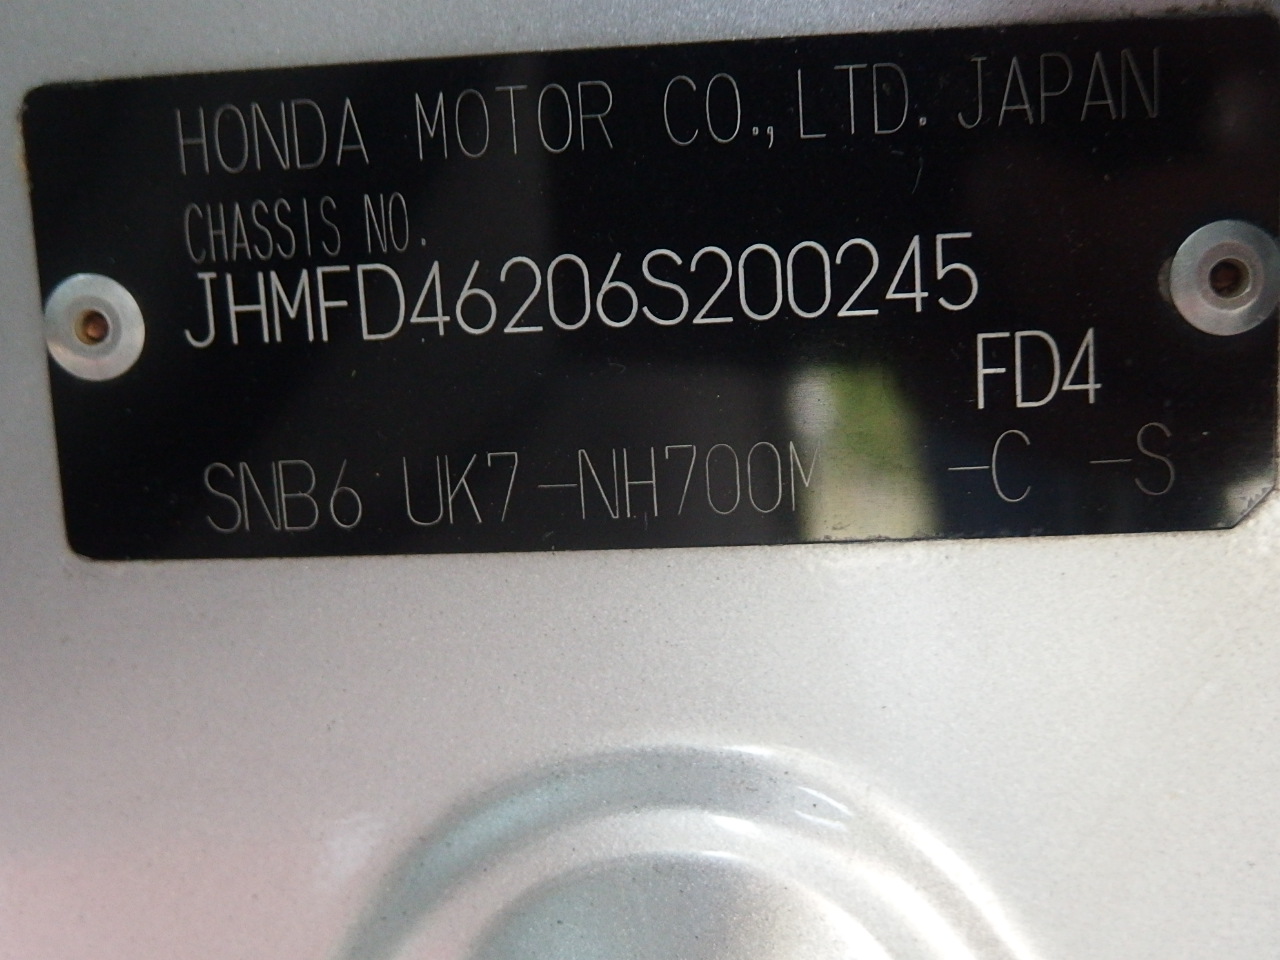 HONDA MOTOR CO., LTD. JAPAN
CHASSIS NO.
JHMFD46206S200245
FD4
SNB6 UK7-NH700M -C -S